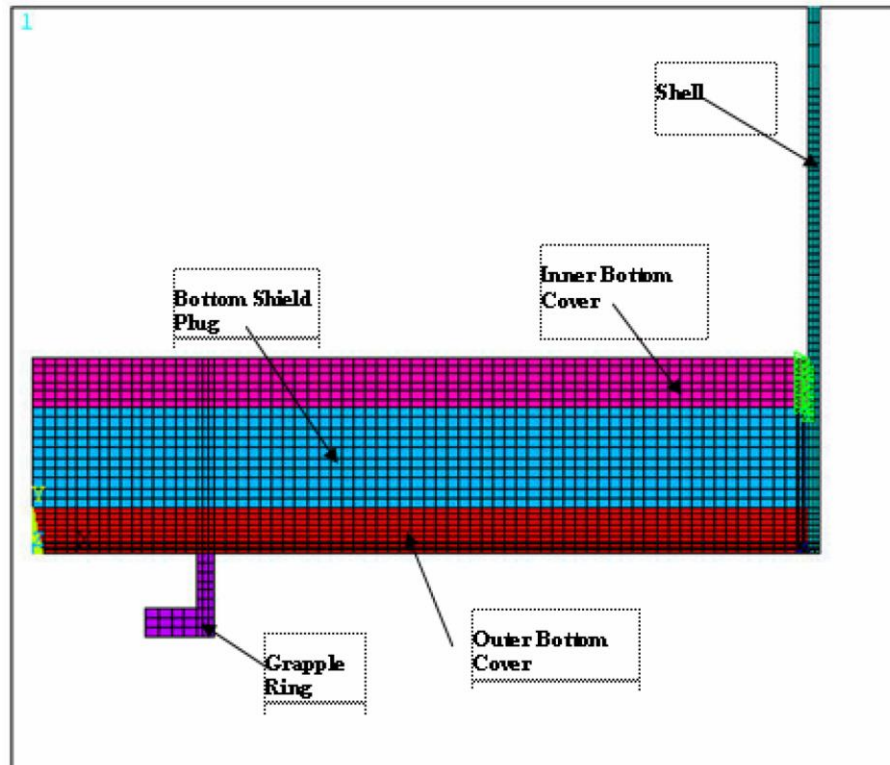 1
Shell
Inner Bottom
Cover
Bottom Shield
Plug
Y
X
Outer Bottom
Cover
Grapple
Ring